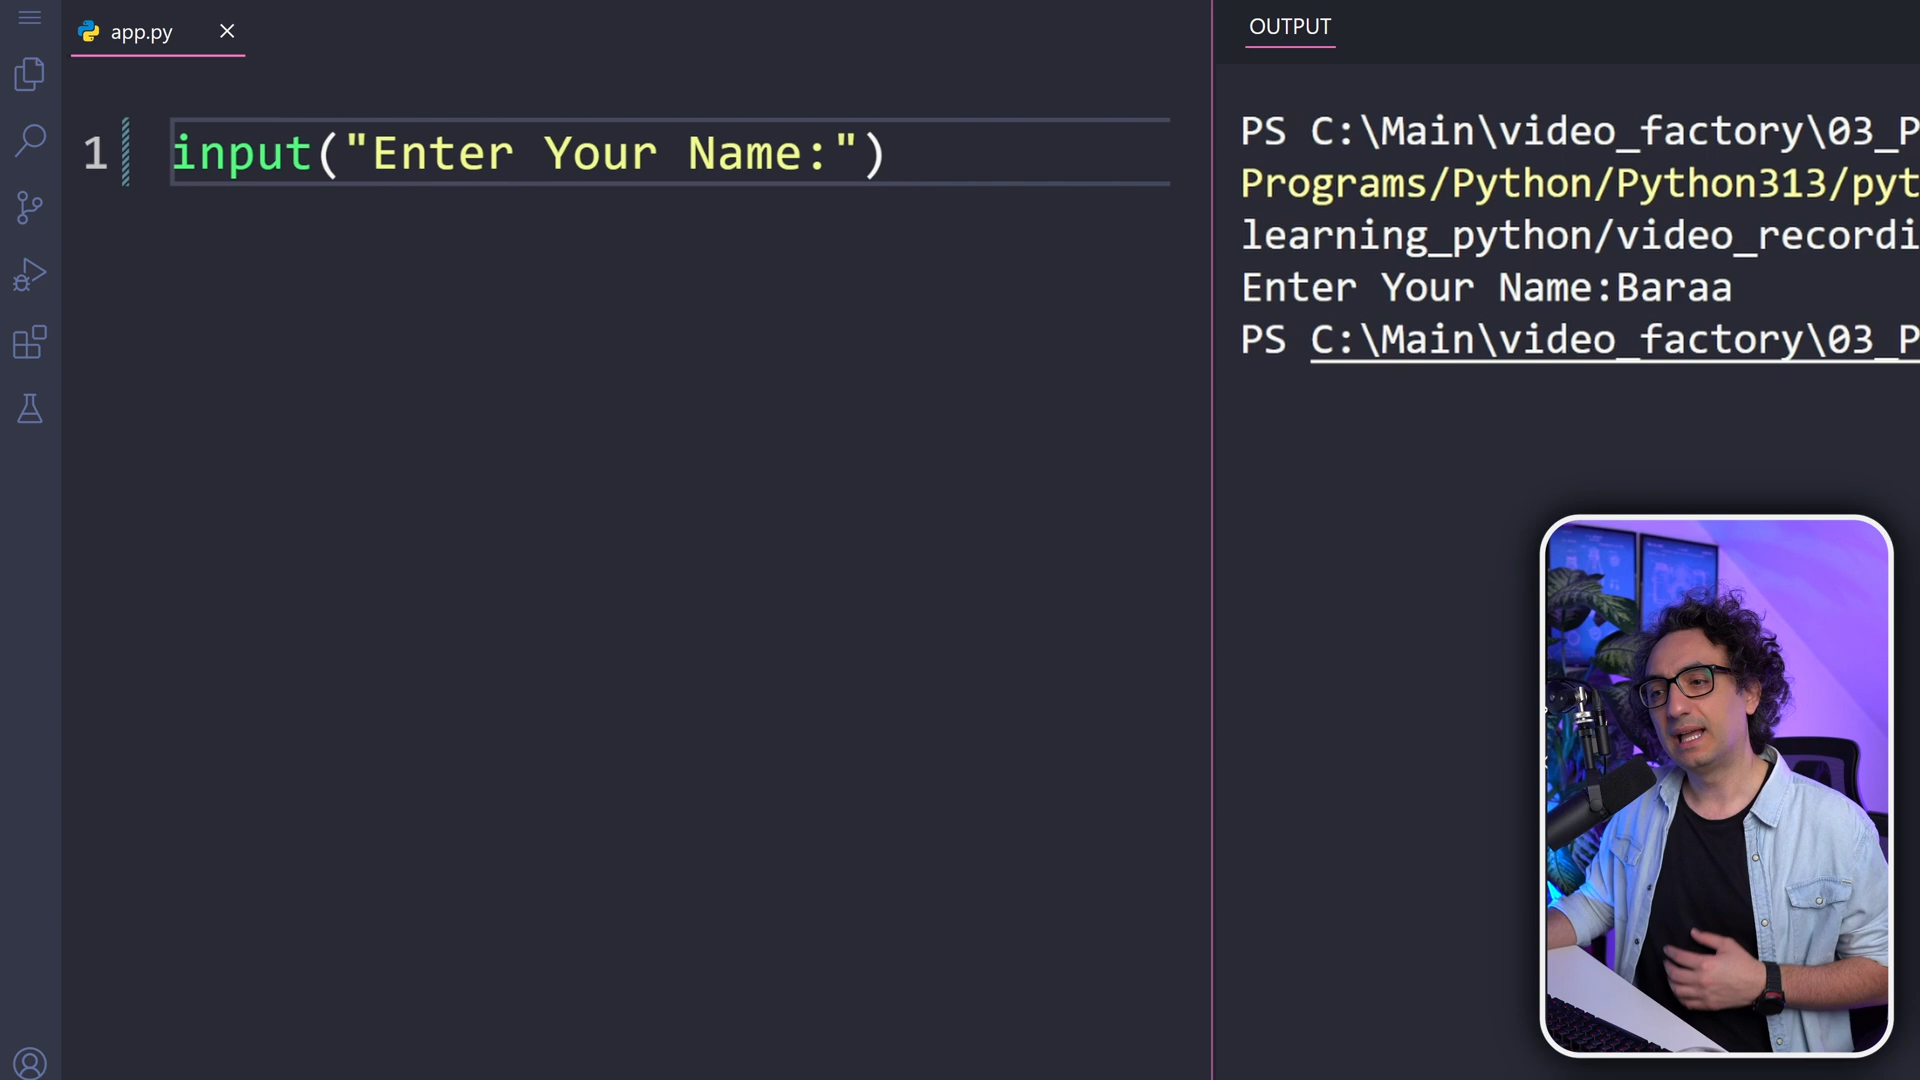 app.py
1 input("Enter Your Name:")
OUTPUT
PS C:\Main\video_factory\03_P
Programs/Python/Python313/pyt
learning_python/video_recordi
Enter Your Name:Baraa
PS C:\Main\video_factory\03_P